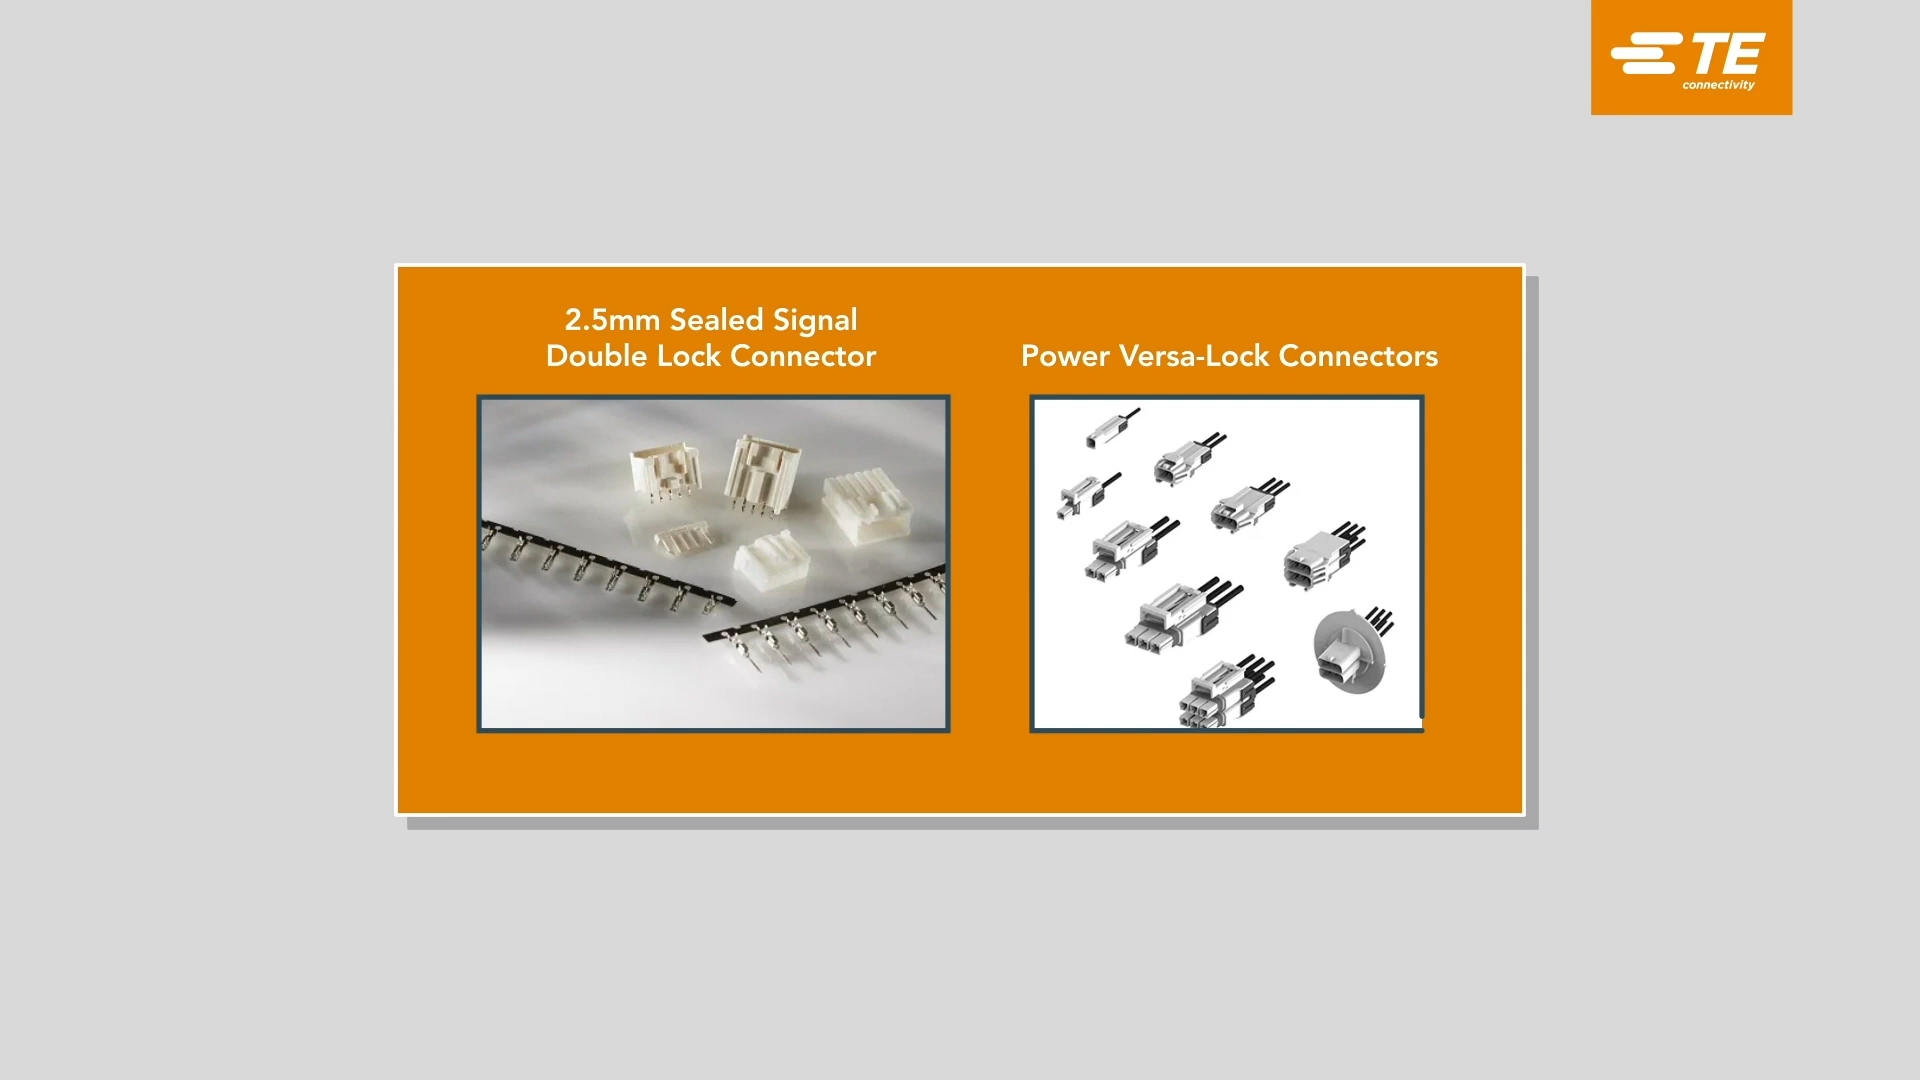 TE
connectivity
2.5mm Sealed Signal
Double Lock Connector
Power Versa-Lock Connectors